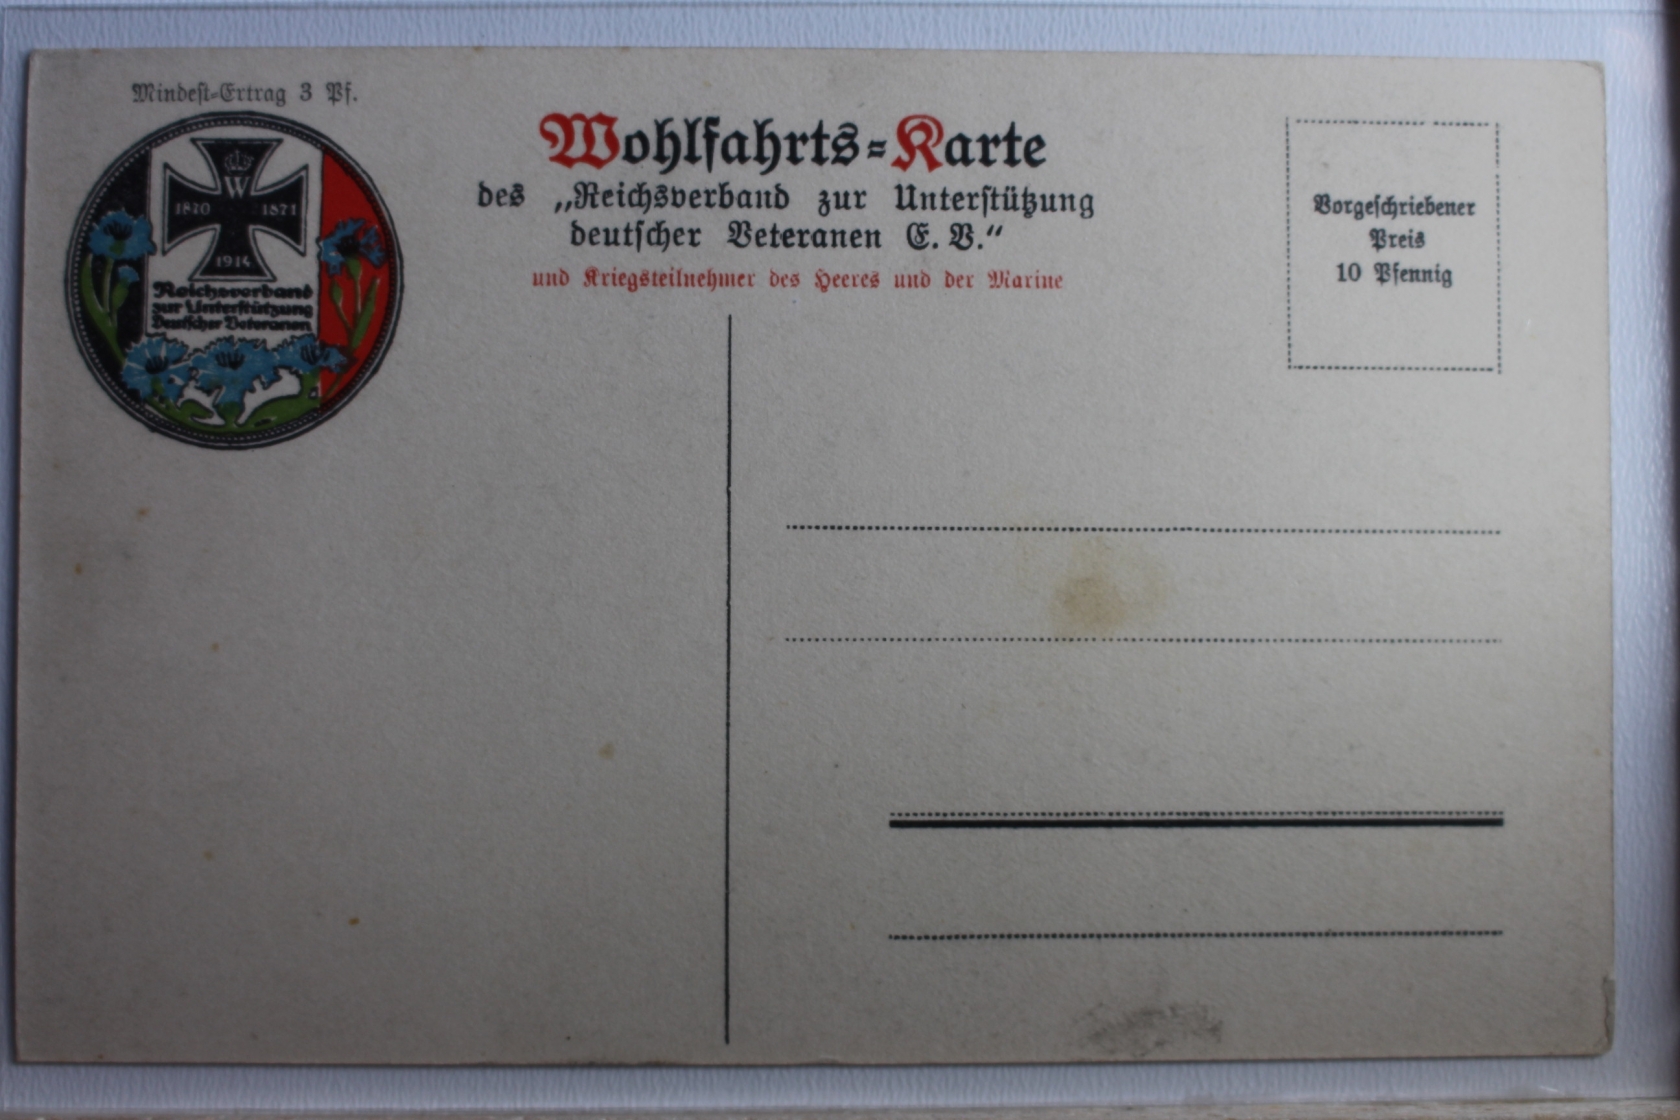 Mindest-Ertrag 3 Pf.
W
1870 1871
1914
Reichsverband
zur Unterstützung
Deutscher Veteranen
Wohlfahrts-Karte
des „Reichsverband zur Unterstützung
deutscher Veteranen E. V.“
und Kriegsteilnehmer des Heeres und der Marine
Vorgeschriebener
Preis
10 Pfennig